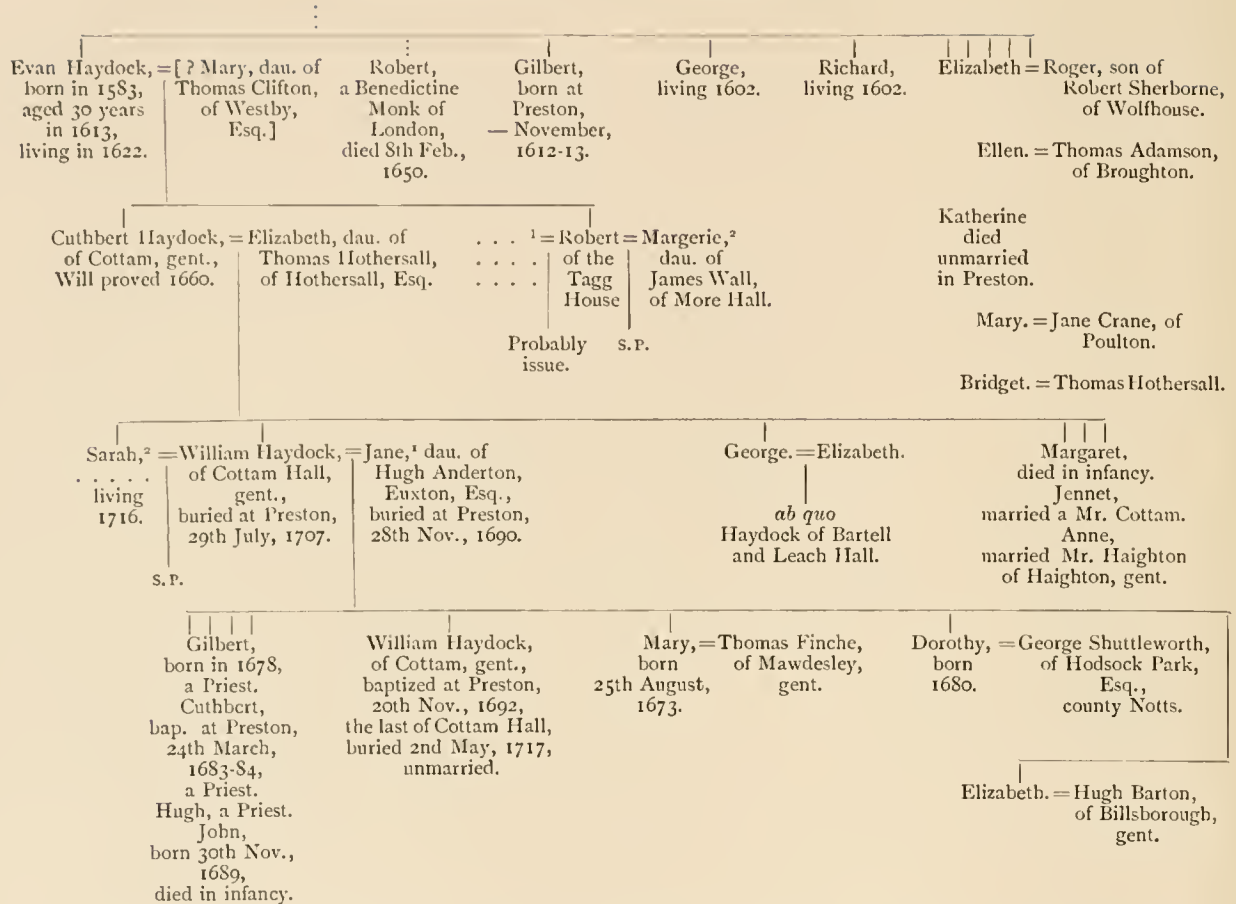 Evan Haydock, = [ ? Mary, dau. of
born in 1583,
aged 30 years
in 1613,
living in 1622.
Thomas Clifton,
of Westby,
Esq.]
Robert,
a Benedictine
Monk of
London,
died 8th Feb.,
1650.
Gilbert,
born at
Preston,
— November,
1612-13.
George,
living 1602.
Richard,
living 1602.
Elizabeth = Roger, son of
Robert Sherborne,
of Wolfhouse.
Ellen. = Thomas Adamson,
of Broughton.
Katherine
died
unmarried
in Preston.
Mary. = Jane Crane, of
Poulton.
Bridget. = Thomas Hothersall.
Cuthbert Haydock, = Elizabeth, dau. of
of Cottam, gent.,
Will proved 1660.
Thomas Hothersall,
of Hothersall, Esq.
. . . ¹ = Robert = Margerie,²
. . . .
. . . .
of the
Tagg
House
dau. of
James Wall,
of More Hall.
Probably
issue.
S.P.
Sarah,² = William Haydock, = Jane,¹ dau. of
. . . . .
living
1716.
of Cottam Hall,
gent.,
buried at Preston,
29th July, 1707.
Hugh Anderton,
Euxton, Esq.,
buried at Preston,
28th Nov., 1690.
S.P.
George. = Elizabeth.
ab quo
Haydock of Bartell
and Leach Hall.
Margaret,
died in infancy.
Jennet,
married a Mr. Cottam.
Anne,
married Mr. Haighton
of Haighton, gent.
Gilbert,
born in 1678,
a Priest.
Cuthbert,
bap. at Preston,
24th March,
1683-84,
a Priest.
Hugh, a Priest.
John,
born 30th Nov.,
1689,
died in infancy.
William Haydock,
of Cottam, gent.,
baptized at Preston,
20th Nov., 1692,
the last of Cottam Hall,
buried 2nd May, 1717,
unmarried.
Mary, = Thomas Finche,
born
25th August,
1673.
of Mawdesley,
gent.
Dorothy, = George Shuttleworth,
born
1680.
of Hodsock Park,
Esq.,
county Notts.
Elizabeth. = Hugh Barton,
of Billsborough,
gent.